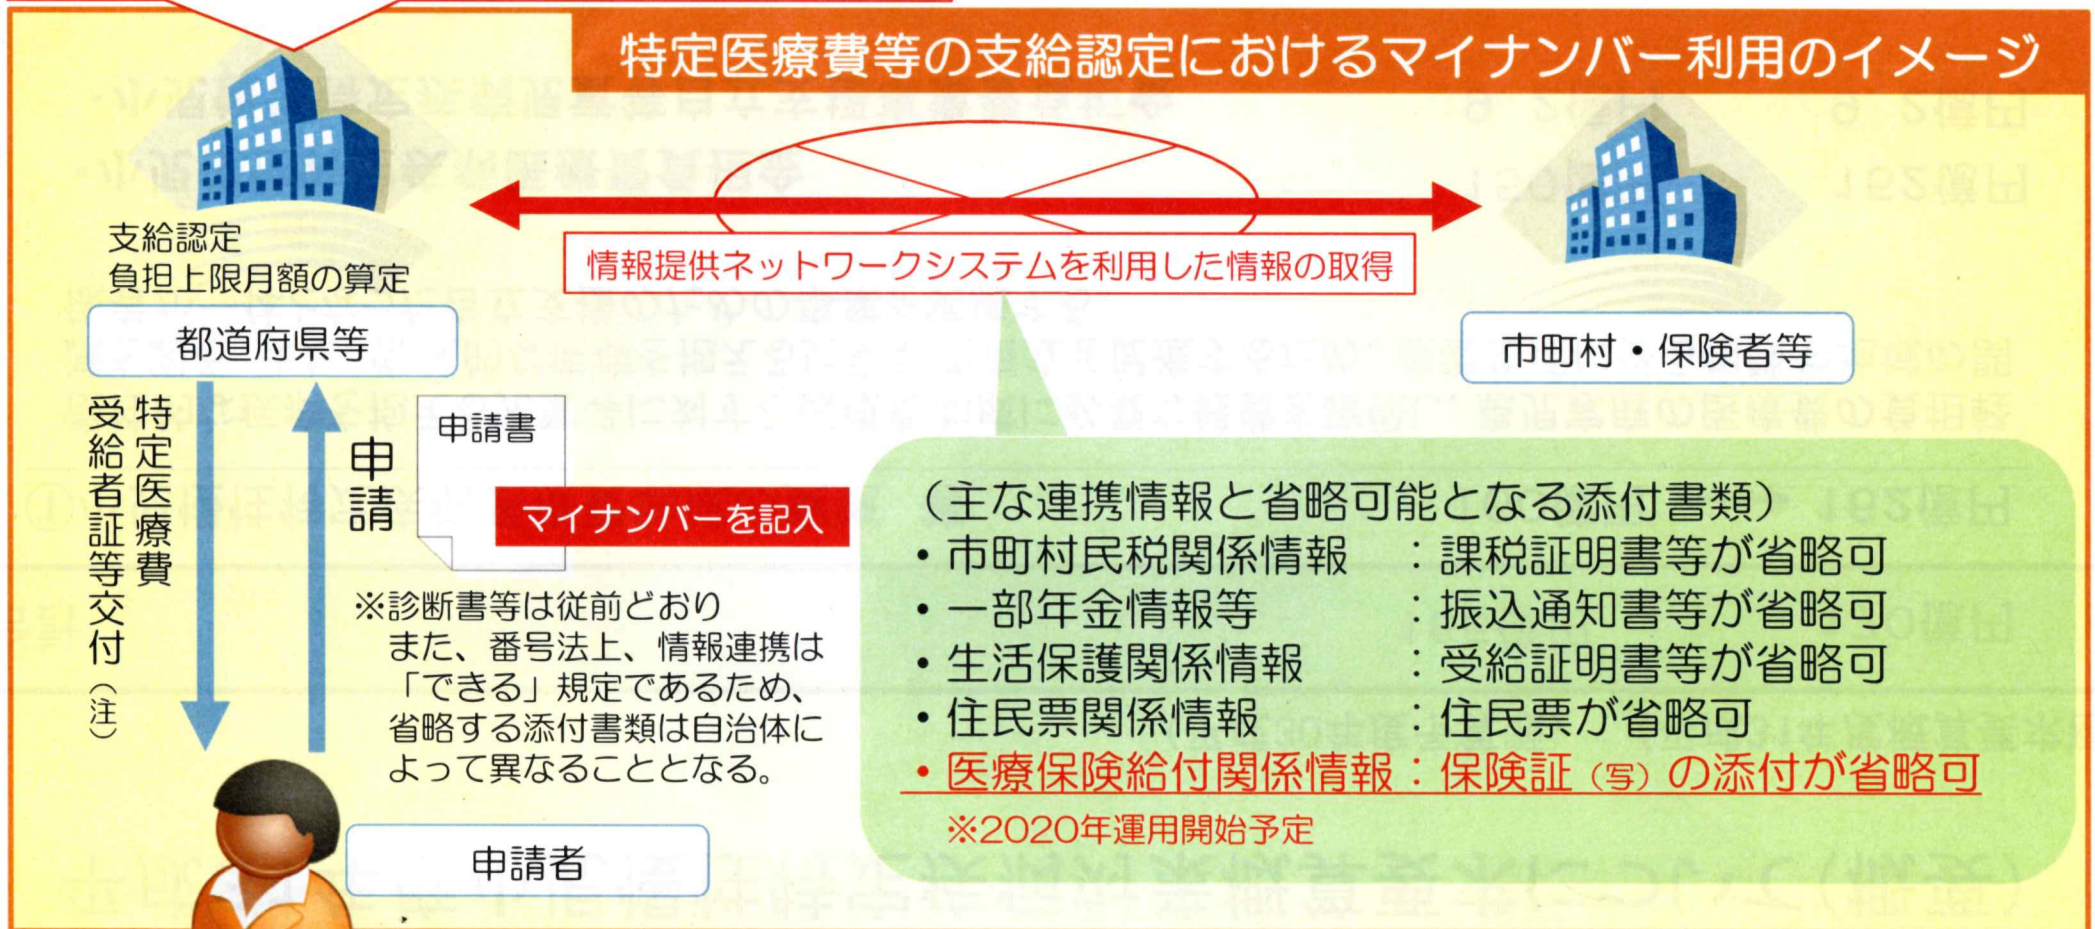 特定医療費等の支給認定におけるマイナンバー利用のイメージ
支給認定
負担上限月額の算定
都道府県等
情報提供ネットワークシステムを利用した情報の取得
市町村・保険者等
特定医療費
受給者証等交付（注）
申請
申請書
マイナンバーを記入
※診断書等は従前どおり
また、番号法上、情報連携は
「できる」規定であるため、
省略する添付書類は自治体に
よって異なることとなる。
申請者
（主な連携情報と省略可能となる添付書類）
・市町村民税関係情報　：課税証明書等が省略可
・一部年金情報等　：振込通知書等が省略可
・生活保護関係情報　：受給証明書等が省略可
・住民票関係情報　：住民票が省略可
・医療保険給付関係情報：保険証（写）の添付が省略可
※2020年運用開始予定